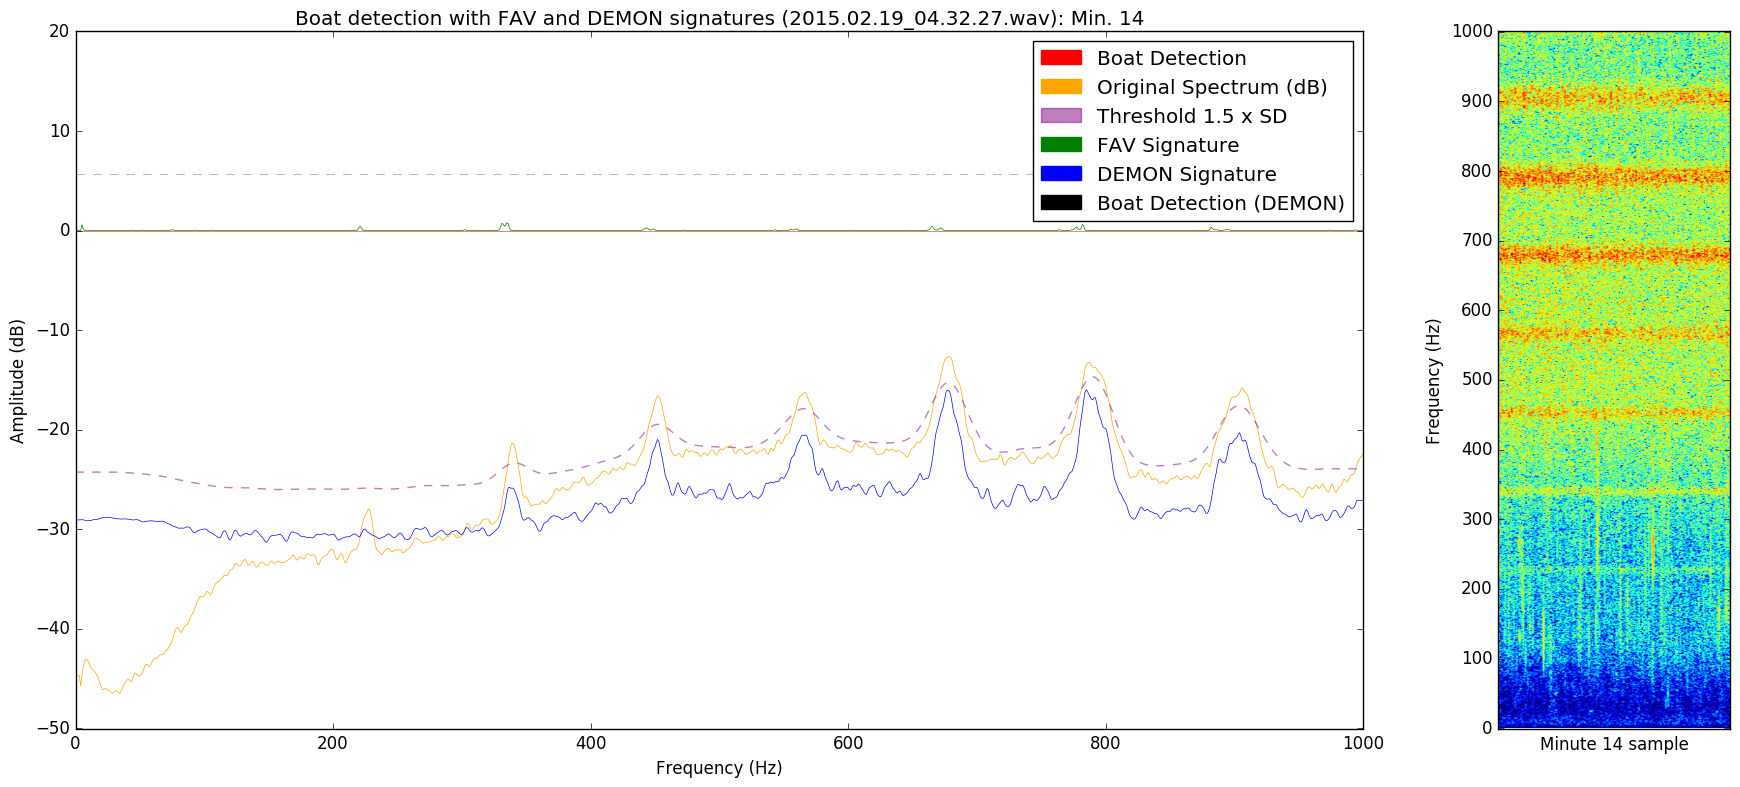 Boat detection with FAV and DEMON signatures (2015.02.19_04.32.27.wav): Min. 14
Boat Detection
Original Spectrum (dB)
Threshold 1.5 x SD
FAV Signature
DEMON Signature
Boat Detection (DEMON)
Amplitude (dB)
20
10
0
−10
−20
−30
−40
−50
0
200
400
600
800
1000
Frequency (Hz)
Frequency (Hz)
1000
900
800
700
600
500
400
300
200
100
0
Minute 14 sample